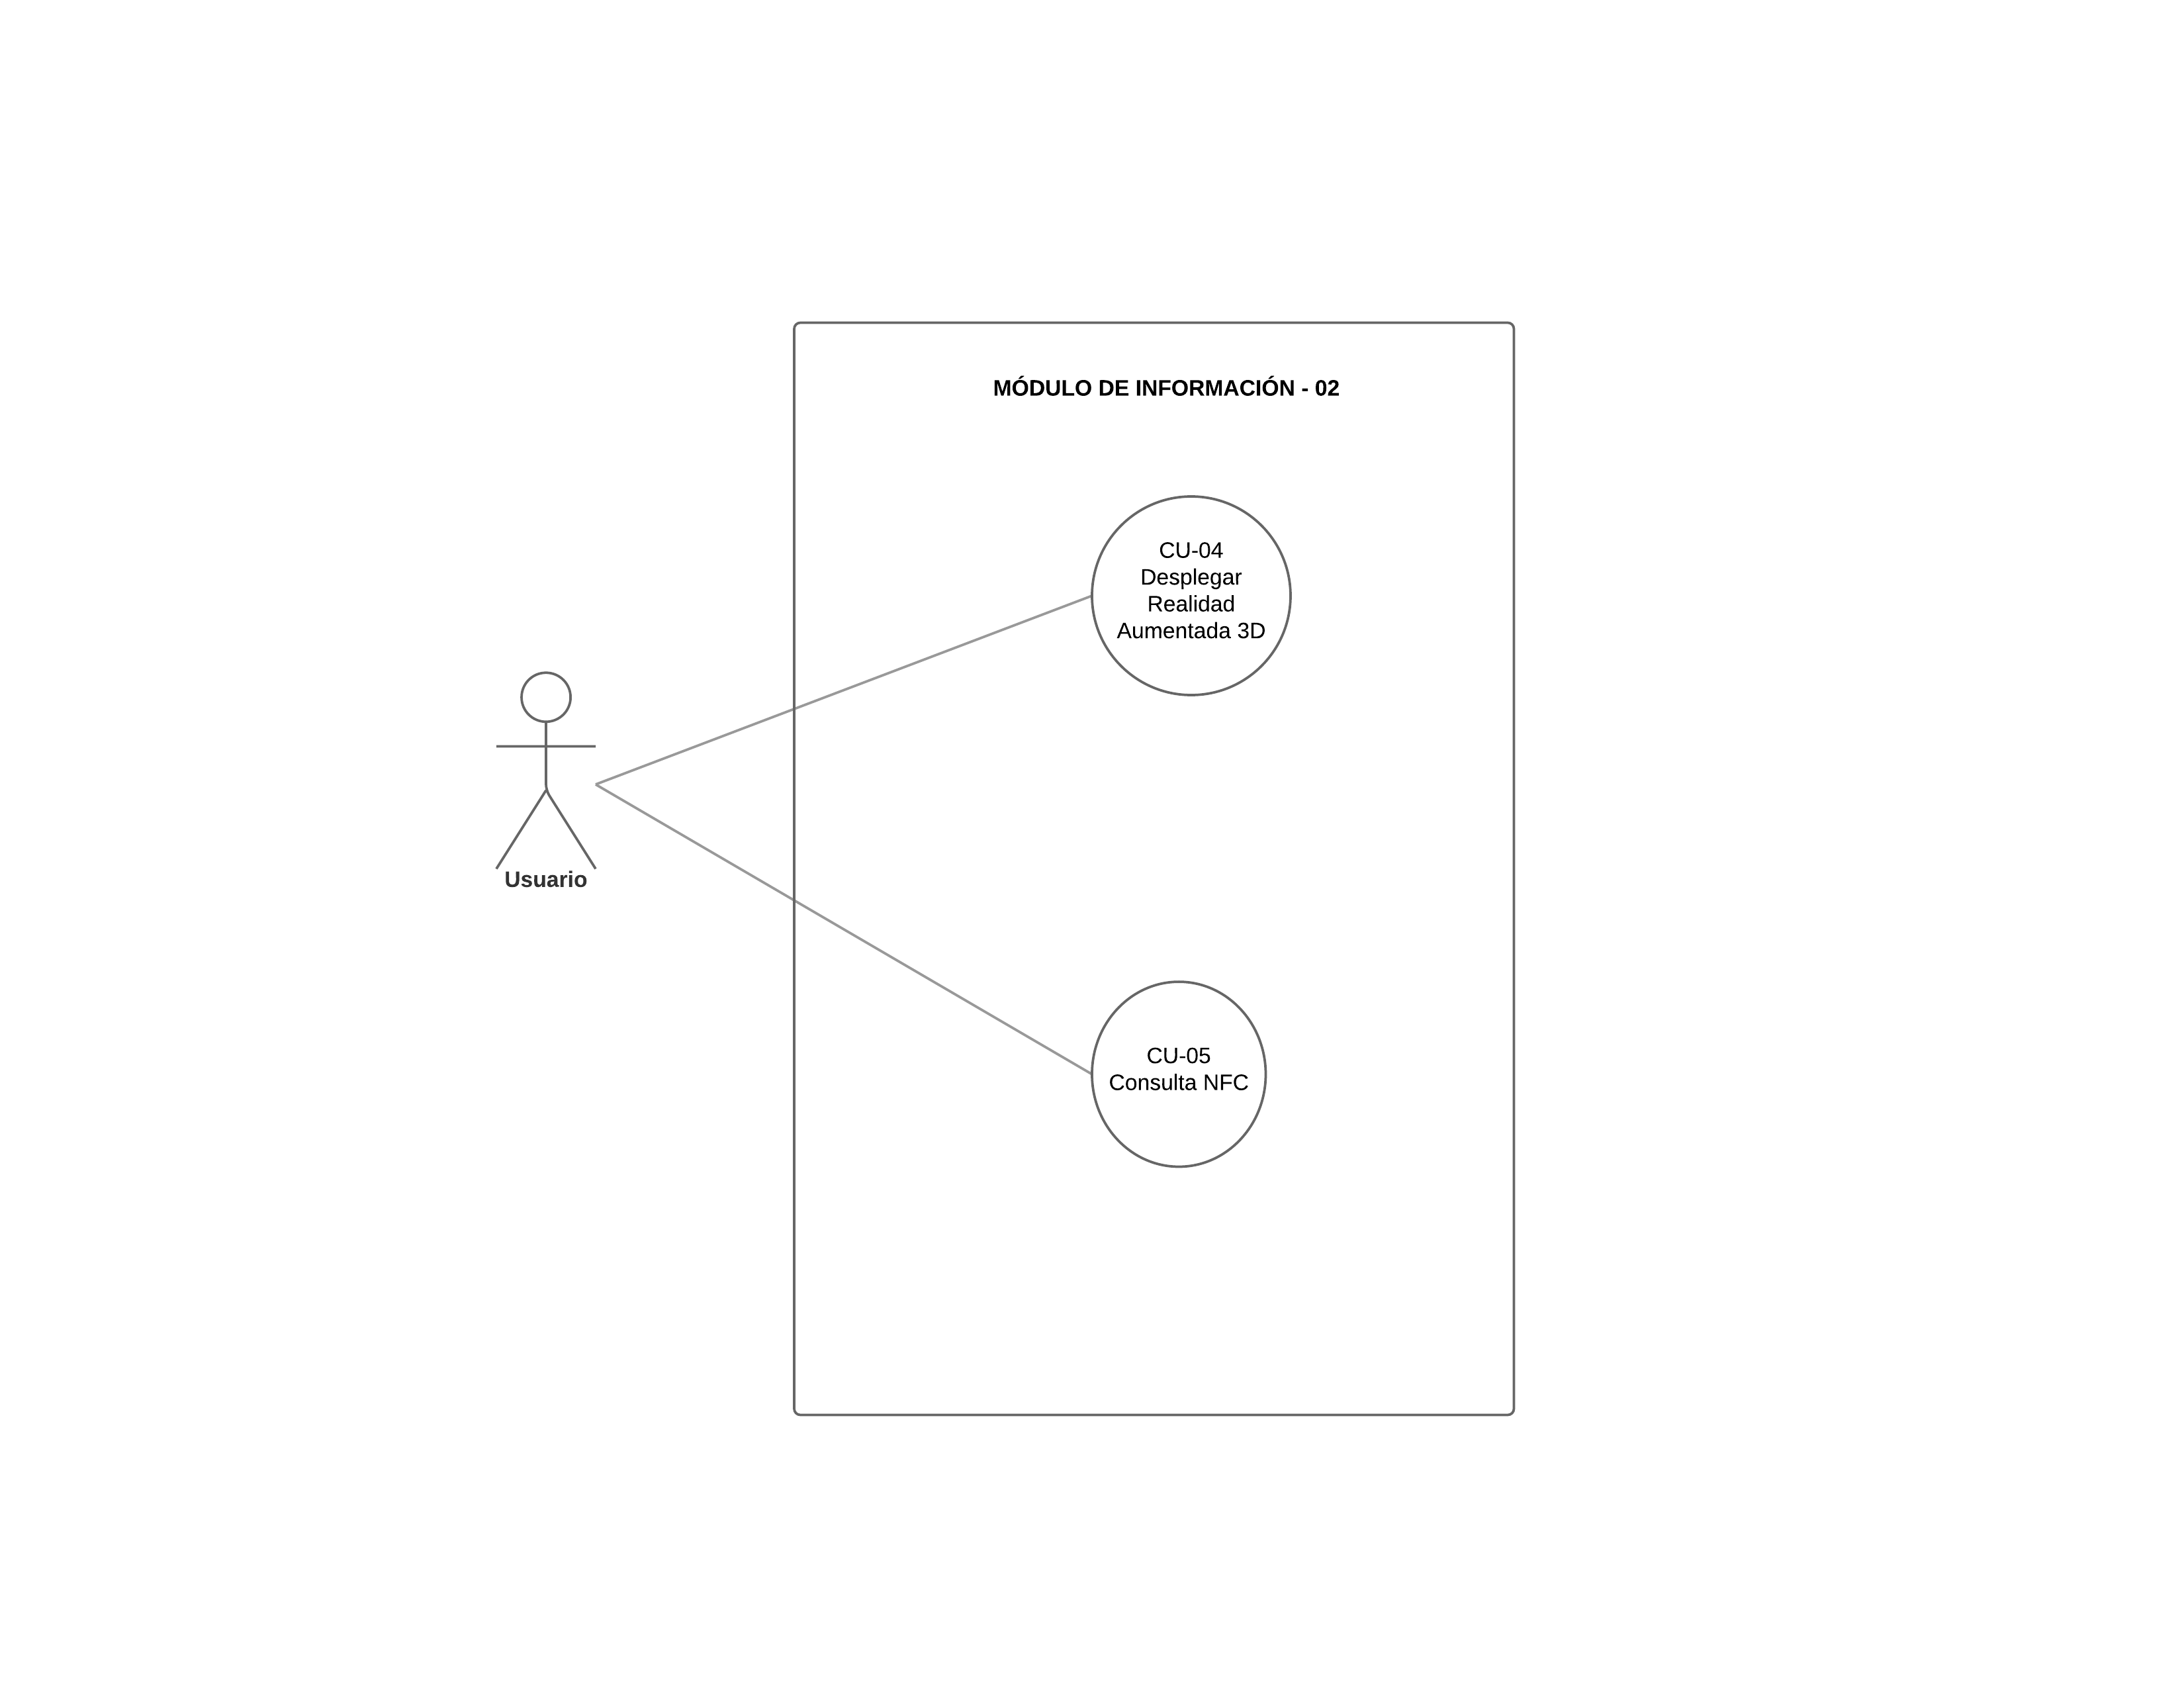 MÓDULO DE INFORMACIÓN - 02
CU-04
Desplegar
Realidad
Aumentada 3D
Usuario
CU-05
Consulta NFC